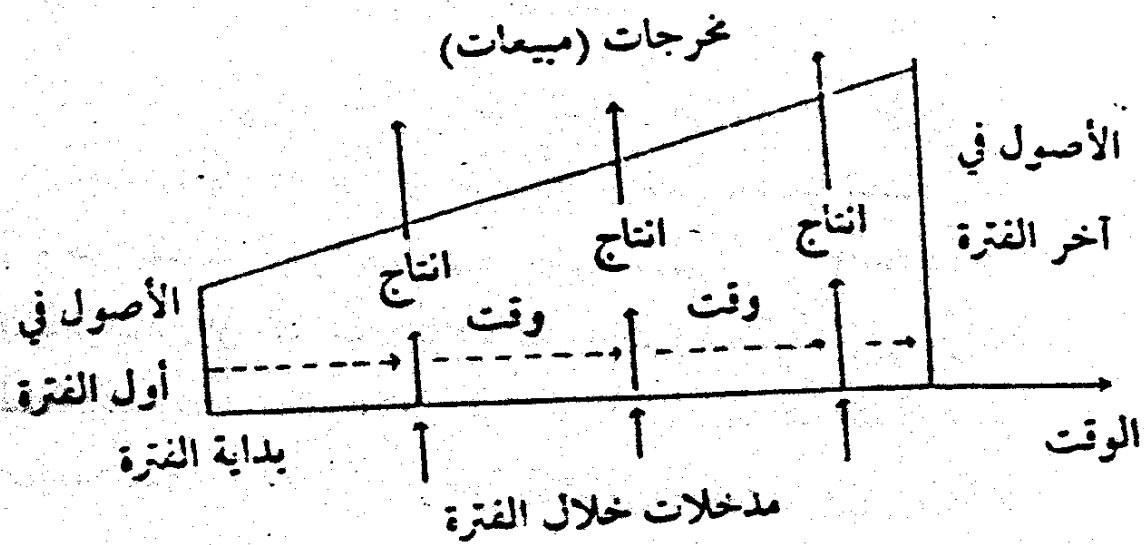 مخرجات (مبيعات)
الأصول في
آخر الفترة
انتاج
انتاج
انتاج
الأصول في
أول الفترة
وقت
وقت
بداية الفترة
الوقت
مدخلات خلال الفترة